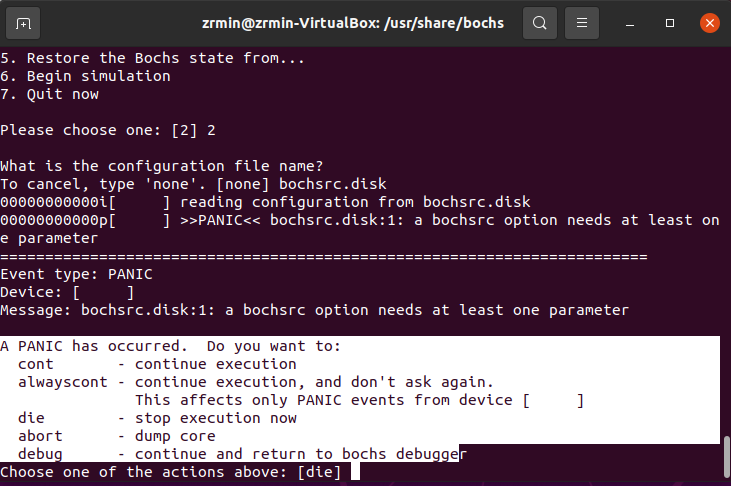 zrmin@zrmin-VirtualBox: /usr/share/bochs
5. Restore the Bochs state from...
6. Begin simulation
7. Quit now
Please choose one: [2] 2
What is the configuration file name?
To cancel, type 'none'. [none] bochsrc.disk
00000000000i[      ] reading configuration from bochsrc.disk
00000000000p[      ] >>PANIC<< bochsrc.disk:1: a bochsrc option needs at least on
e parameter
========================================================================
Event type: PANIC
Device: [      ]
Message: bochsrc.disk:1: a bochsrc option needs at least one parameter
A PANIC has occurred.  Do you want to:
  cont       - continue execution
  alwayscont - continue execution, and don't ask again.
               This affects only PANIC events from device [      ]
  die        - stop execution now
  abort      - dump core
  debug      - continue and return to bochs debugger
Choose one of the actions above: [die]